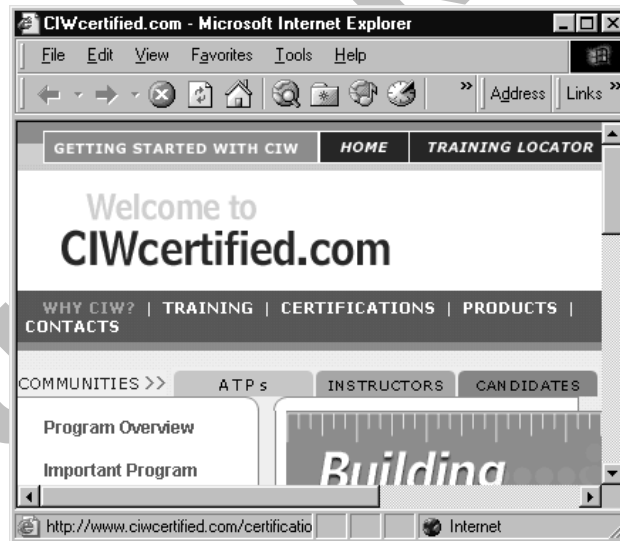 CIWcertified.com - Microsoft Internet Explorer
File Edit View Favorites Tools Help
» Address Links »
GETTING STARTED WITH CIW HOME TRAINING LOCATOR
Welcome to
CIWcertified.com
WHY CIW? | TRAINING | CERTIFICATIONS | PRODUCTS |
CONTACTS
COMMUNITIES >> ATPs INSTRUCTORS CANDIDATES
Program Overview
Important Program
Building
http://www.ciwcertified.com/certificatio Internet